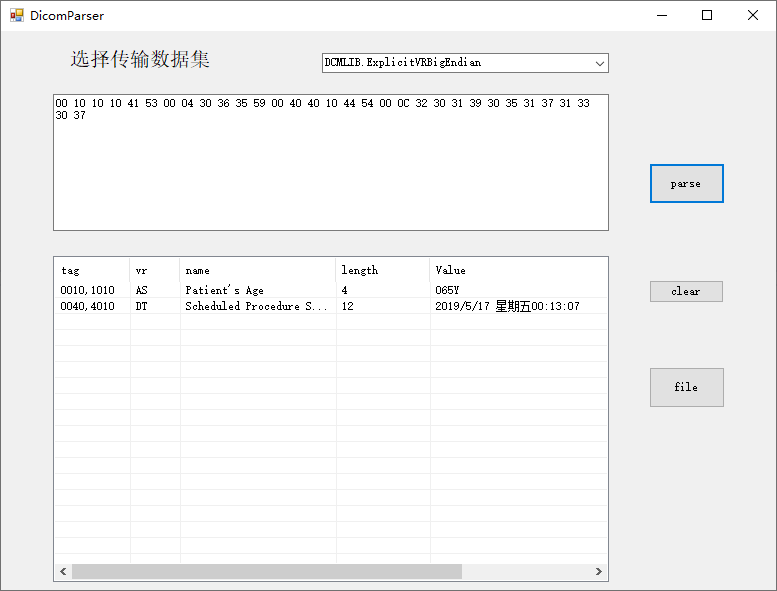 DicomParser
选择传输数据集
DCMLIB.ExplicitVRBigEndian
00 10 10 10 41 53 00 04 30 36 35 59 00 40 40 10 44 54 00 0C 32 30 31 39 30 35 31 37 31 33
30 37
parse
tag vr name length Value
0010,1010 AS Patient's Age 4 065Y
0040,4010 DT Scheduled Procedure S... 12 2019/5/17 星期五00:13:07
clear
file